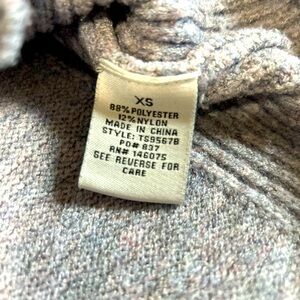 XS
88% POLYESTER
12% NYLON
MADE IN CHINA
STYLE: TS9567B
PO# 837
RN# 146075
SEE REVERSE FOR
CARE